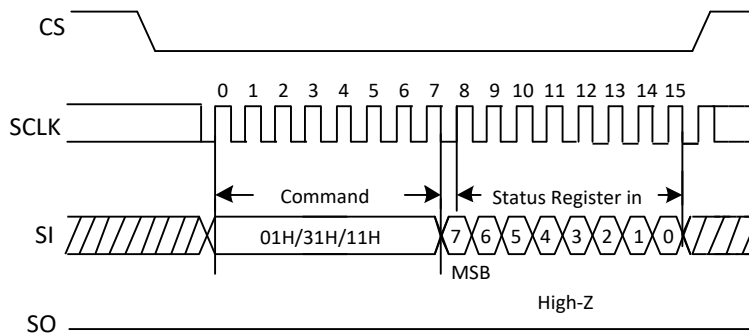 CS
0 1 2 3 4 5 6 7 8 9 10 11 12 13 14 15
SCLK
Command Status Register in
SI 01H/31H/11H 7 6 5 4 3 2 1 0
MSB
High-Z
SO